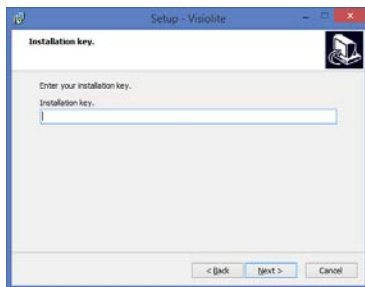 Setup - Visiolite
Installation key.
Enter your installation key.
Installation key.
< Back
Next >
Cancel